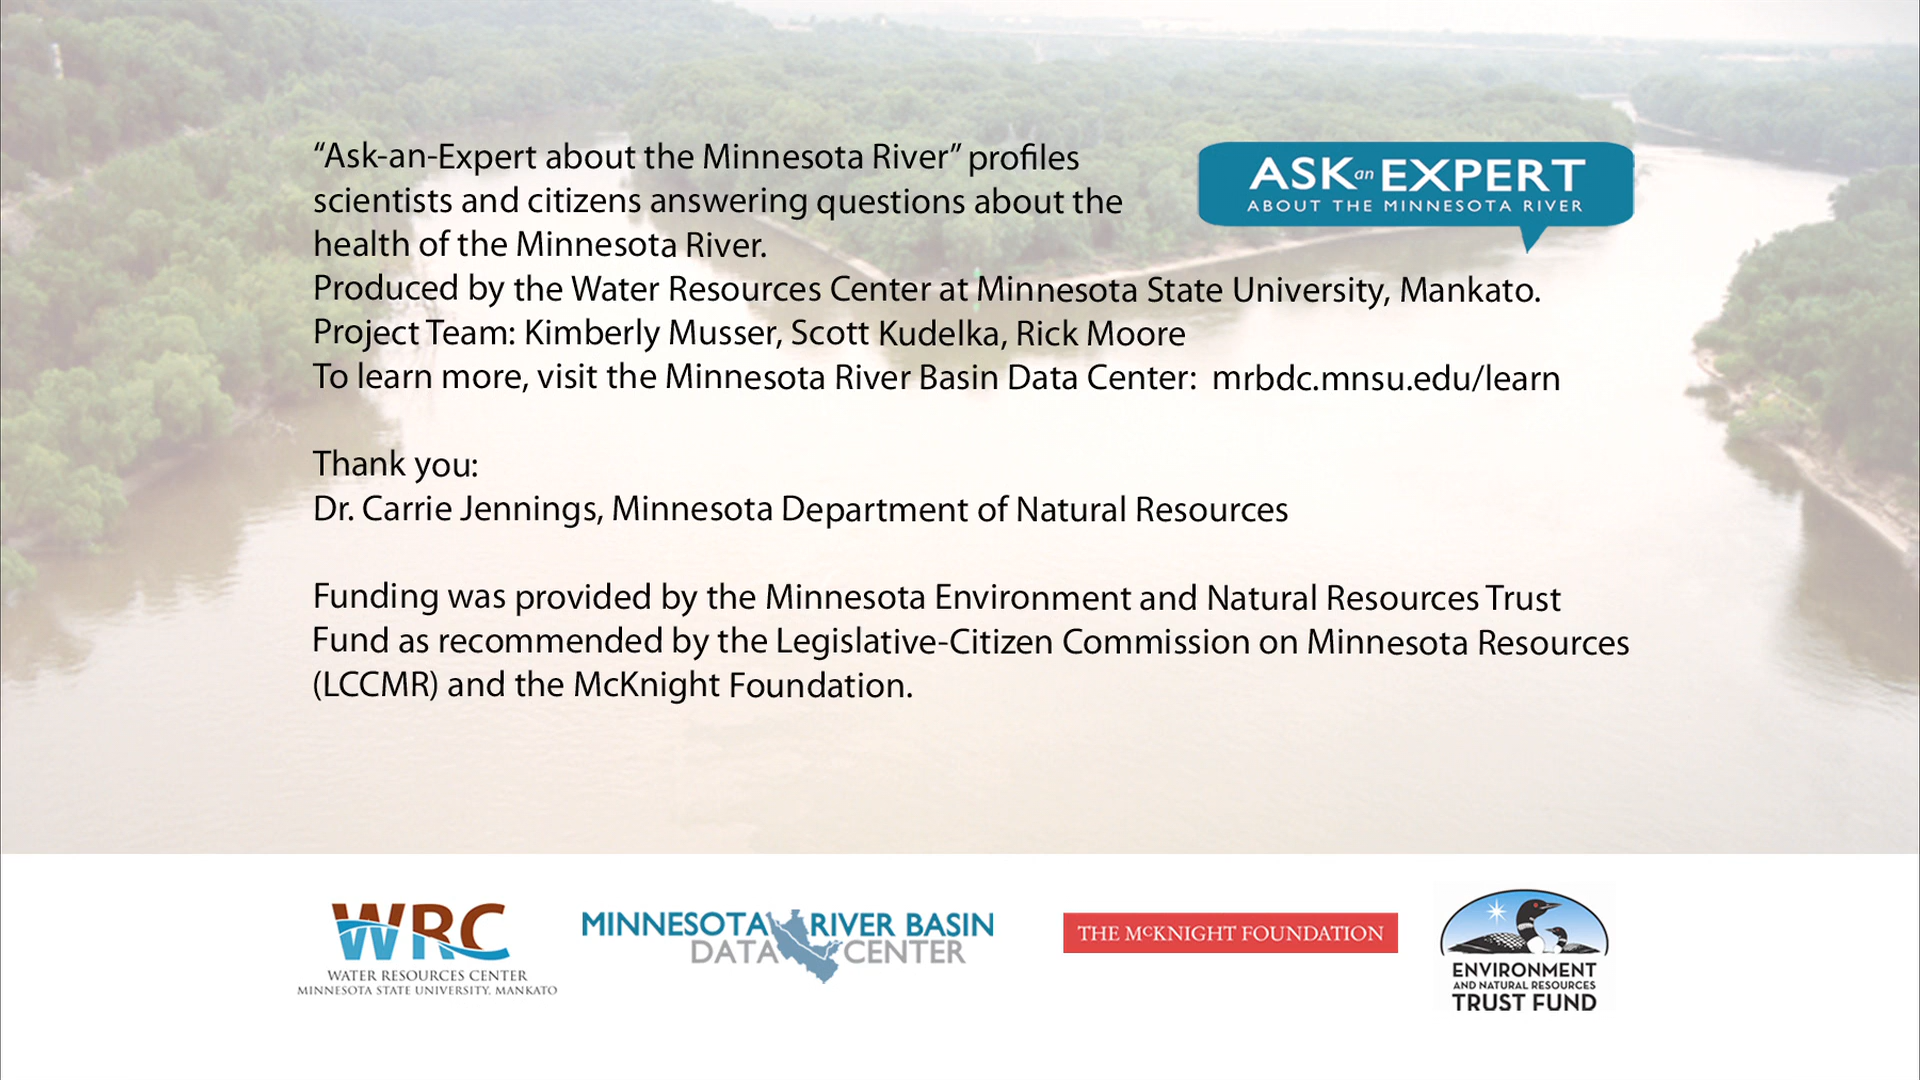 “Ask-an-Expert about the Minnesota River” profiles
scientists and citizens answering questions about the
health of the Minnesota River.
ASK an EXPERT
ABOUT THE MINNESOTA RIVER
Produced by the Water Resources Center at Minnesota State University, Mankato.
Project Team: Kimberly Musser, Scott Kudelka, Rick Moore
To learn more, visit the Minnesota River Basin Data Center: mrbdc.mnsu.edu/learn
Thank you:
Dr. Carrie Jennings, Minnesota Department of Natural Resources
Funding was provided by the Minnesota Environment and Natural Resources Trust
Fund as recommended by the Legislative-Citizen Commission on Minnesota Resources
(LCCMR) and the McKnight Foundation.
WRC
WATER RESOURCES CENTER
MINNESOTA STATE UNIVERSITY, MANKATO
MINNESOTA RIVER BASIN
DATA CENTER
THE McKNIGHT FOUNDATION
ENVIRONMENT
AND NATURAL RESOURCES
TRUST FUND